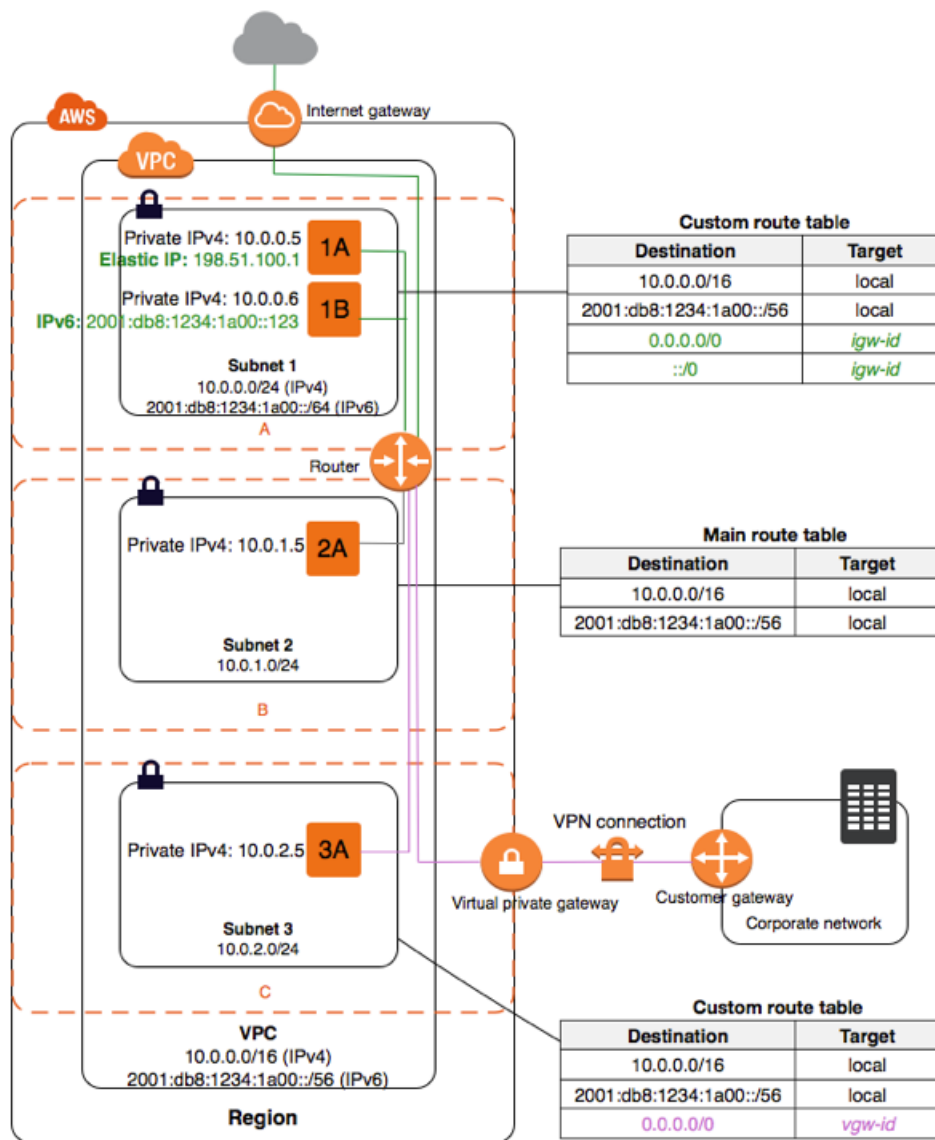 Internet gateway
AWS
VPC
Private IPv4: 10.0.0.5
Elastic IP: 198.51.100.1
1A
Private IPv4: 10.0.0.6
IPv6: 2001:db8:1234:1a00::123
1B
Subnet 1
10.0.0.0/24 (IPv4)
2001:db8:1234:1a00::/64 (IPv6)
A
Custom route table
Destination Target
10.0.0.0/16 local
2001:db8:1234:1a00::/56 local
0.0.0.0/0 igw-id
::/0 igw-id
Router
Private IPv4: 10.0.1.5
2A
Subnet 2
10.0.1.0/24
B
Main route table
Destination Target
10.0.0.0/16 local
2001:db8:1234:1a00::/56 local
Private IPv4: 10.0.2.5
3A
Subnet 3
10.0.2.0/24
C
VPN connection
Virtual private gateway
Customer gateway
Corporate network
VPC
10.0.0.0/16 (IPv4)
2001:db8:1234:1a00::/56 (IPv6)
Region
Custom route table
Destination Target
10.0.0.0/16 local
2001:db8:1234:1a00::/56 local
0.0.0.0/0 vgw-id